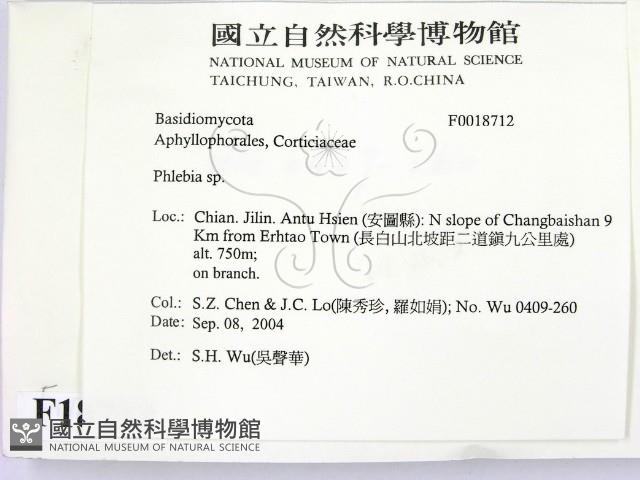 國立自然科學博物館
NATIONAL MUSEUM OF NATURAL SCIENCE
TAICHUNG, TAIWAN, R.O.CHINA
Basidiomycota F0018712
Aphyllophorales, Corticiaceae
Phlebia sp.
Loc.: Chian. Jilin. Antu Hsien (安圖縣): N slope of Changbaishan 9
Km from Erhtao Town (長白山北坡距二道鎮九公里處)
alt. 750m;
on branch.
Col.: S.Z. Chen & J.C. Lo(陳秀珍, 羅如娟); No. Wu 0409-260
Date: Sep. 08, 2004
Det.: S.H. Wu(吳聲華)
國立自然科學博物館
NATIONAL MUSEUM OF NATURAL SCIENCE